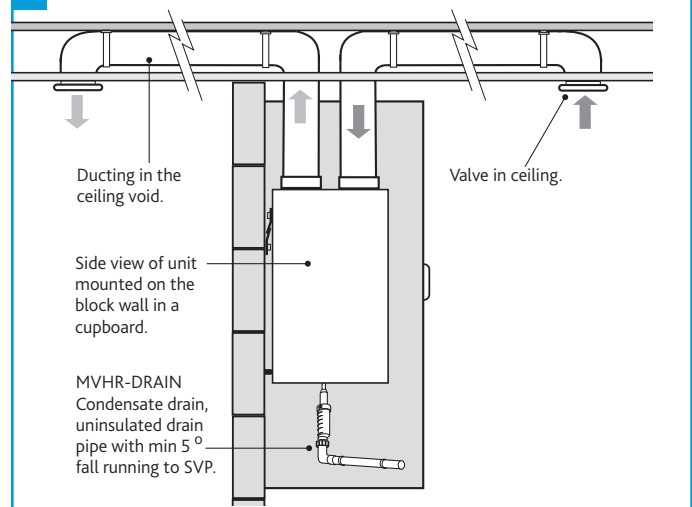 Ducting in the
ceiling void.
Valve in ceiling.
Side view of unit
mounted on the
block wall in a
cupboard.
MVHR-DRAIN
Condensate drain,
uninsulated drain
pipe with min 5 o
fall running to SVP.